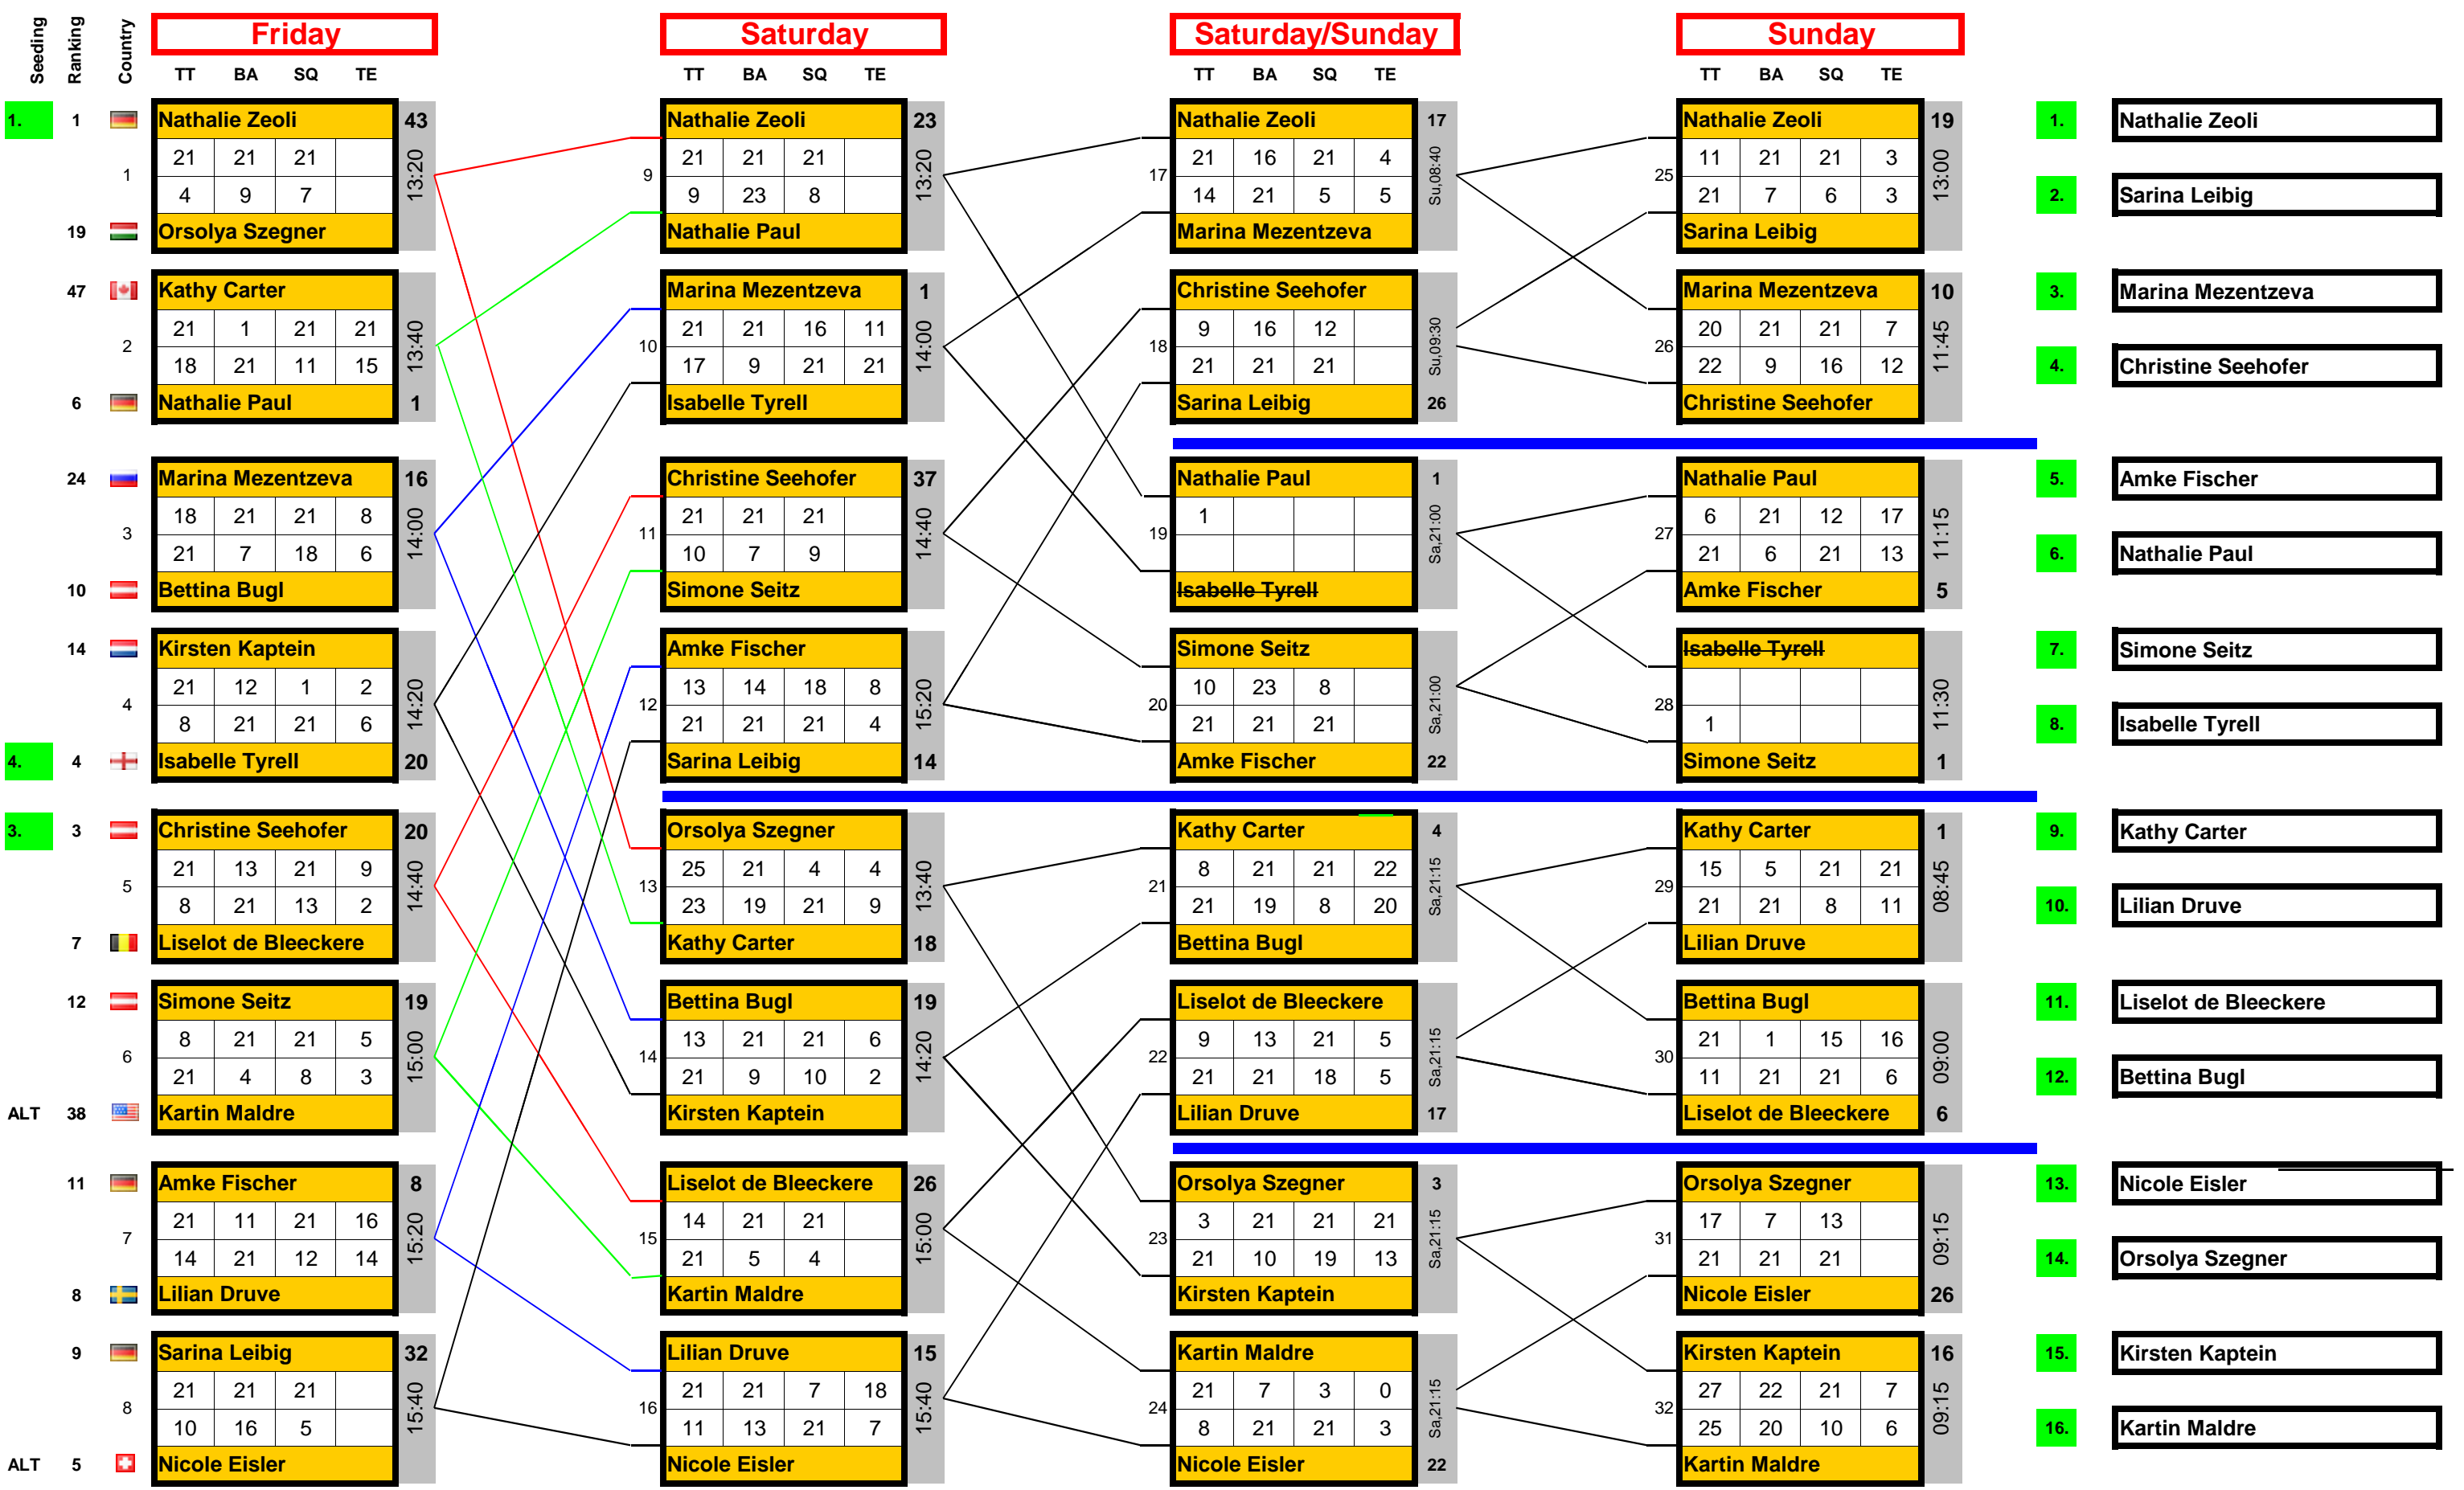 Seeding Ranking Country Friday Saturday Saturday/Sunday Sunday
TT BA SQ TE TT BA SQ TE TT BA SQ TE TT BA SQ TE
1. 1 Nathalie Zeoli 43 Nathalie Zeoli 23 Nathalie Zeoli 17 Nathalie Zeoli 19 1. Nathalie Zeoli
21 21 21 21 21 21 21 16 21 4 11 21 21 3
1 13:20 9 13:20 17 Su,08:40 25 13:00
4 9 7 9 23 8 14 21 5 5 21 7 6 3 2. Sarina Leibig
19 Orsolya Szegner Nathalie Paul Marina Mezentzeva Sarina Leibig
47 Kathy Carter Marina Mezentzeva 1 Christine Seehofer Marina Mezentzeva 10 3. Marina Mezentzeva
21 1 21 21 21 21 16 11 9 16 12 20 21 21 7
2 13:40 10 14:00 18 Su,09:30 26 11:45
18 21 11 15 17 9 21 21 21 21 21 22 9 16 12 4. Christine Seehofer
6 Nathalie Paul 1 Isabelle Tyrell Sarina Leibig 26 Christine Seehofer
24 Marina Mezentzeva 16 Christine Seehofer 37 Nathalie Paul 1 Nathalie Paul 5. Amke Fischer
18 21 21 8 21 21 21 1 6 21 12 17
3 14:00 11 14:40 19 Sa,21:00 27 11:15
21 7 18 6 10 7 9 21 6 21 13 6. Nathalie Paul
10 Bettina Bugl Simone Seitz Isabelle Tyrell Amke Fischer 5
14 Kirsten Kaptein Amke Fischer Simone Seitz Isabelle Tyrell 7. Simone Seitz
21 12 1 2 13 14 18 8 10 23 8
4 14:20 12 15:20 20 Sa,21:00 28 11:30
8 21 21 6 21 21 21 4 21 21 21 1 8. Isabelle Tyrell
4. 4 Isabelle Tyrell 20 Sarina Leibig 14 Amke Fischer 22 Simone Seitz 1
3. 3 Christine Seehofer 20 Orsolya Szegner Kathy Carter 4 Kathy Carter 1 9. Kathy Carter
21 13 21 9 25 21 4 4 8 21 21 22 15 5 21 21
5 14:40 13 13:40 21 Sa,21:15 29 08:45
8 21 13 2 23 19 21 9 21 19 8 20 21 21 8 11 10. Lilian Druve
7 Liselot de Bleeckere Kathy Carter 18 Bettina Bugl Lilian Druve
12 Simone Seitz 19 Bettina Bugl 19 Liselot de Bleeckere Bettina Bugl 11. Liselot de Bleeckere
8 21 21 5 13 21 21 6 9 13 21 5 21 1 15 16
6 15:00 14 14:20 22 Sa,21:15 30 09:00
21 4 8 3 21 9 10 2 21 21 18 5 11 21 21 6 12. Bettina Bugl
ALT 38 Kartin Maldre Kirsten Kaptein Lilian Druve 17 Liselot de Bleeckere 6
11 Amke Fischer 8 Liselot de Bleeckere 26 Orsolya Szegner 3 Orsolya Szegner 13. Nicole Eisler
21 11 21 16 14 21 21 3 21 21 21 17 7 13
7 15:20 15 15:00 23 Sa,21:15 31 09:15
14 21 12 14 21 5 4 21 10 19 13 21 21 21 14. Orsolya Szegner
8 Lilian Druve Kartin Maldre Kirsten Kaptein Nicole Eisler 26
9 Sarina Leibig 32 Lilian Druve 15 Kartin Maldre Kirsten Kaptein 16 15. Kirsten Kaptein
21 21 21 21 21 7 18 21 7 3 0 27 22 21 7
8 15:40 16 15:40 24 Sa,21:15 32 09:15
10 16 5 11 13 21 7 8 21 21 3 25 20 10 6 16. Kartin Maldre
ALT 5 Nicole Eisler Nicole Eisler Nicole Eisler 22 Kartin Maldre